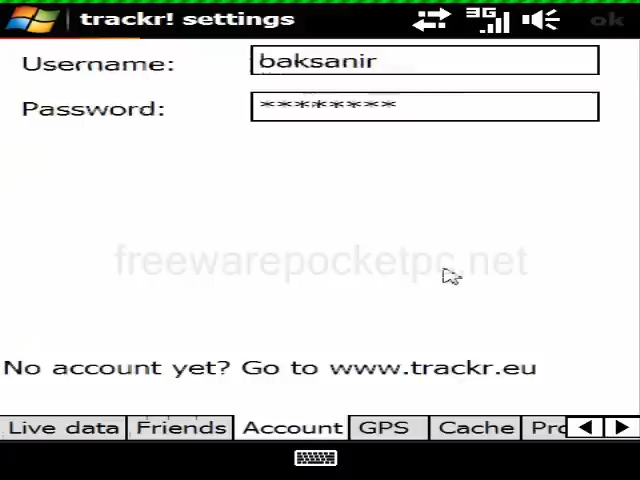 trackr! settings
3G
ok
Username: baksanir
Password: ********
freewarepocketpc.net
No account yet? Go to www.trackr.eu
Live data Friends Account GPS Cache